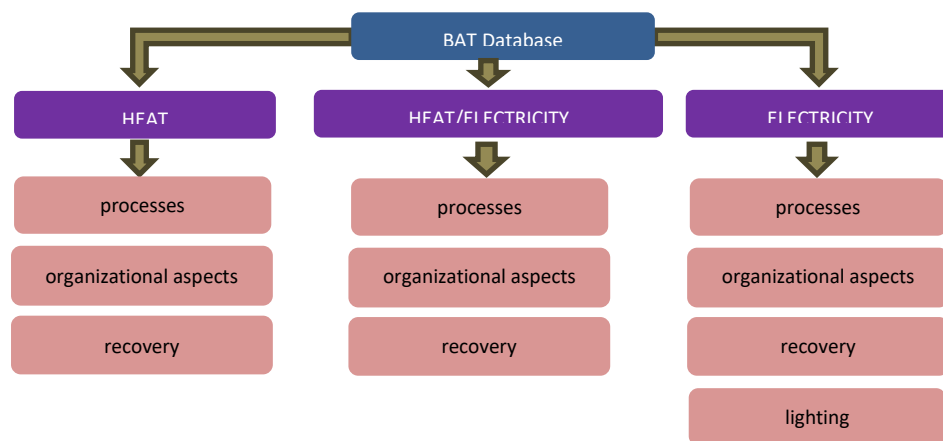 BAT Database
HEAT
HEAT/ELECTRICITY
ELECTRICITY
processes
processes
processes
organizational aspects
organizational aspects
organizational aspects
recovery
recovery
recovery
lighting